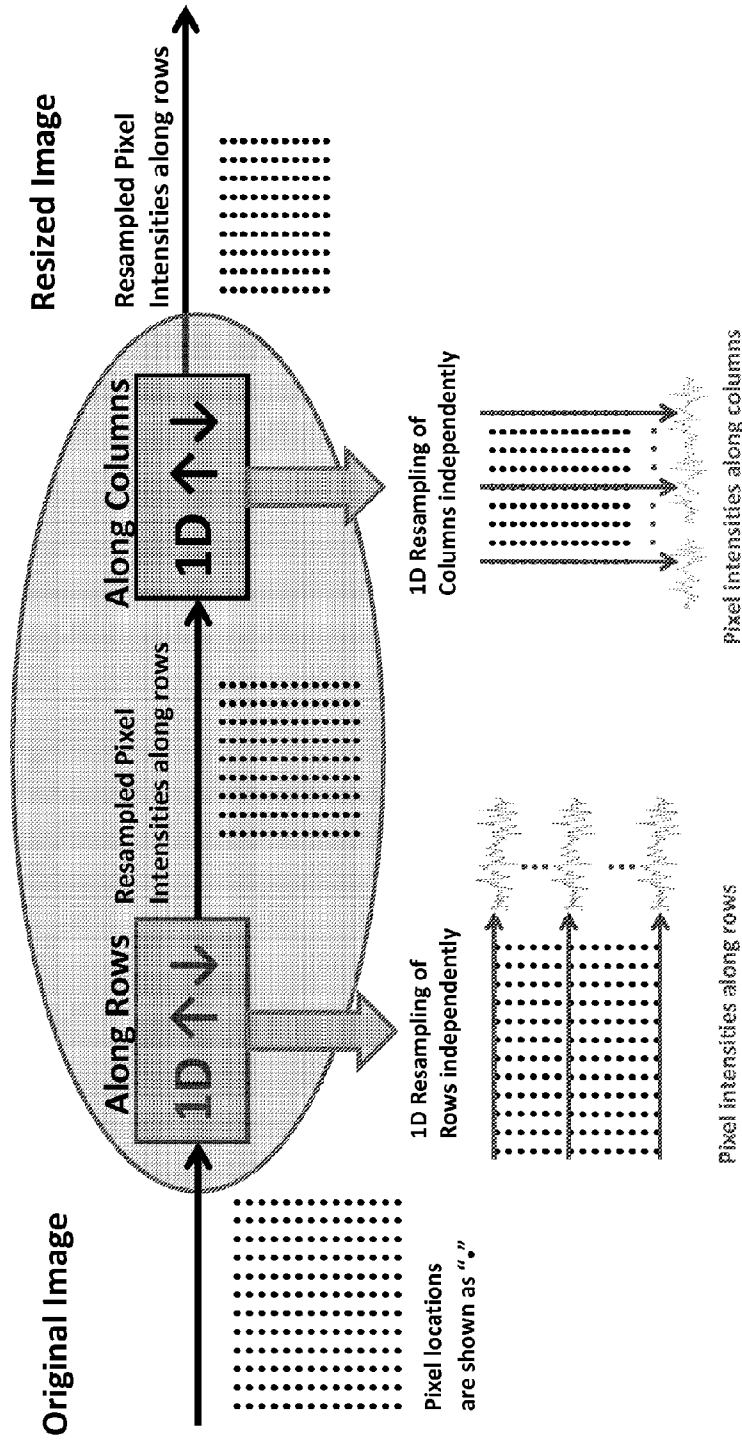 Original Image
Resized Image
Along Rows
Along Columns
1D ↑↓
1D ↑↓
Resampled Pixel
Intensities along rows
Resampled Pixel
Intensities along rows
Pixel locations
are shown as “•”
1D Resampling of
Rows independently
1D Resampling of
Columns independently
Pixel intensities along rows
Pixel intensities along columns